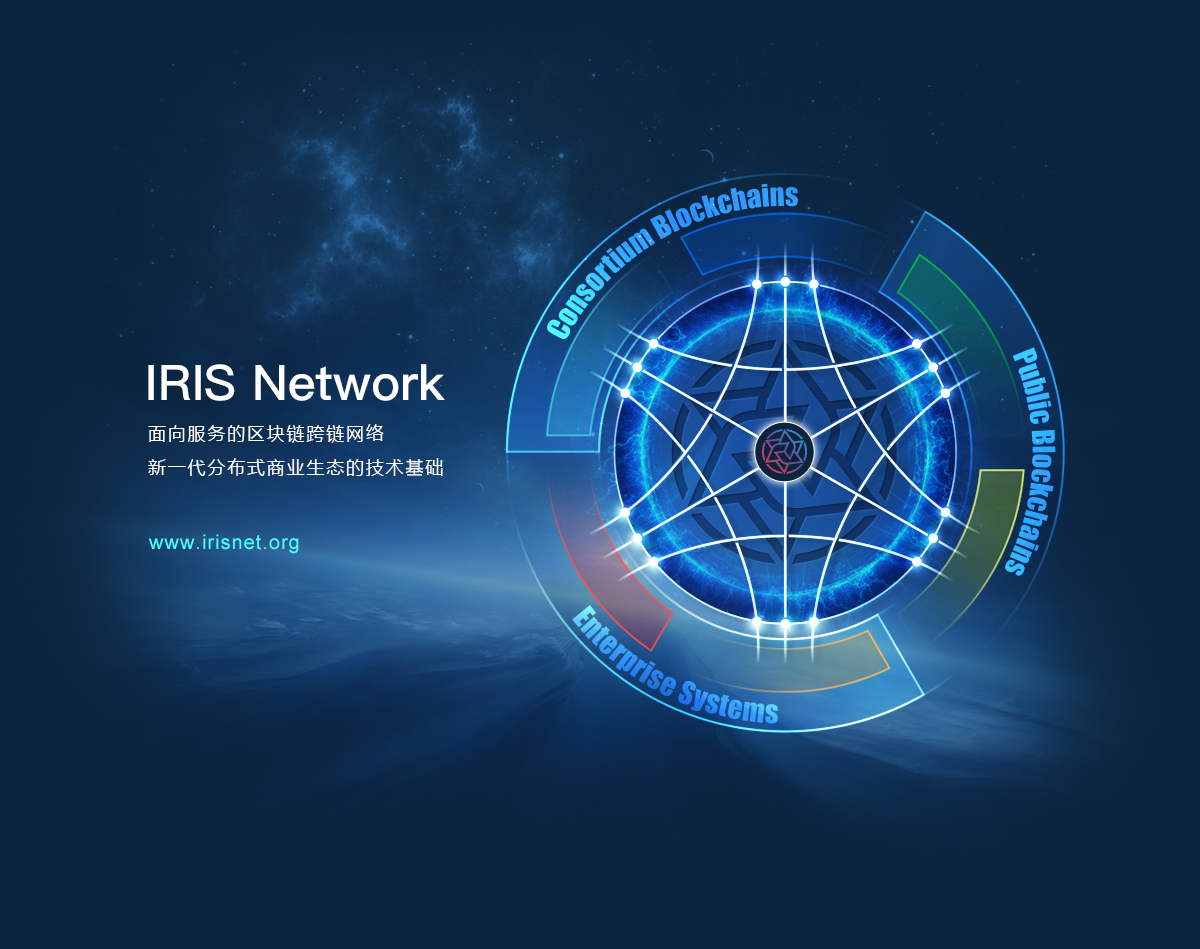 Consortium Blockchains
Public Blockchains
IRIS Network
面向服务的区块链跨链网络
新一代分布式商业生态的技术基础
www.irisnet.org
Enterprise Systems